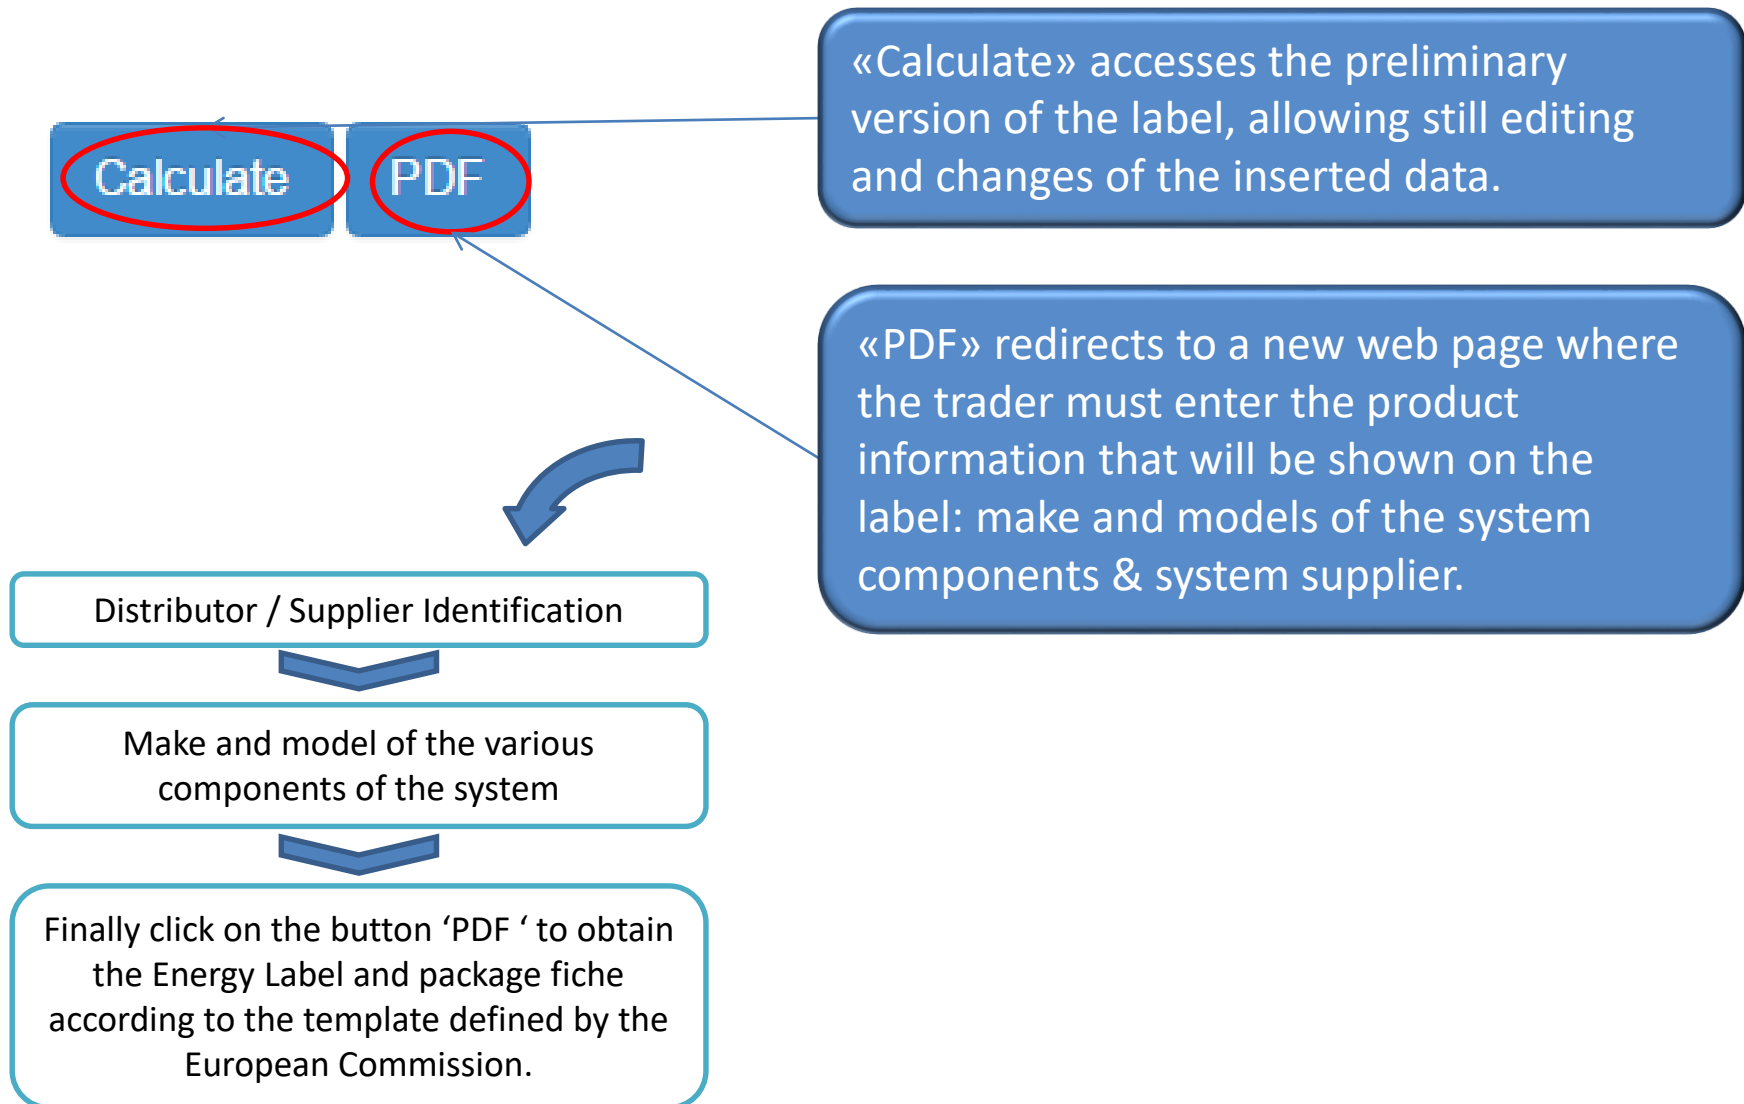 Calculate
PDF
«Calculate» accesses the preliminary
version of the label, allowing still editing
and changes of the inserted data.
«PDF» redirects to a new web page where
the trader must enter the product
information that will be shown on the
label: make and models of the system
components & system supplier.
Distributor / Supplier Identification
Make and model of the various
components of the system
Finally click on the button ‘PDF ‘ to obtain
the Energy Label and package fiche
according to the template defined by the
European Commission.